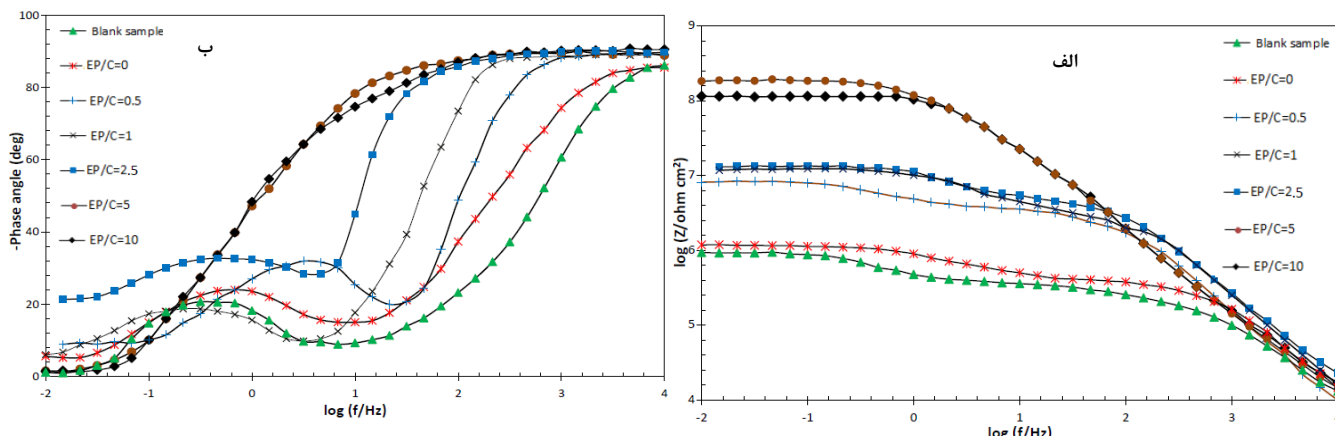 ب
100
80
60
40
20
0
-Phase angle (deg)
Blank sample
EP/C=0
EP/C=0.5
EP/C=1
EP/C=2.5
EP/C=5
EP/C=10
-2 -1 0 1 2 3 4
log (f/Hz)
الف
9
8
7
6
5
4
log (Z/ohm cm²)
Blank sample
EP/C=0
EP/C=0.5
EP/C=1
EP/C=2.5
EP/C=5
EP/C=10
-2 -1 0 1 2 3
log (f/Hz)